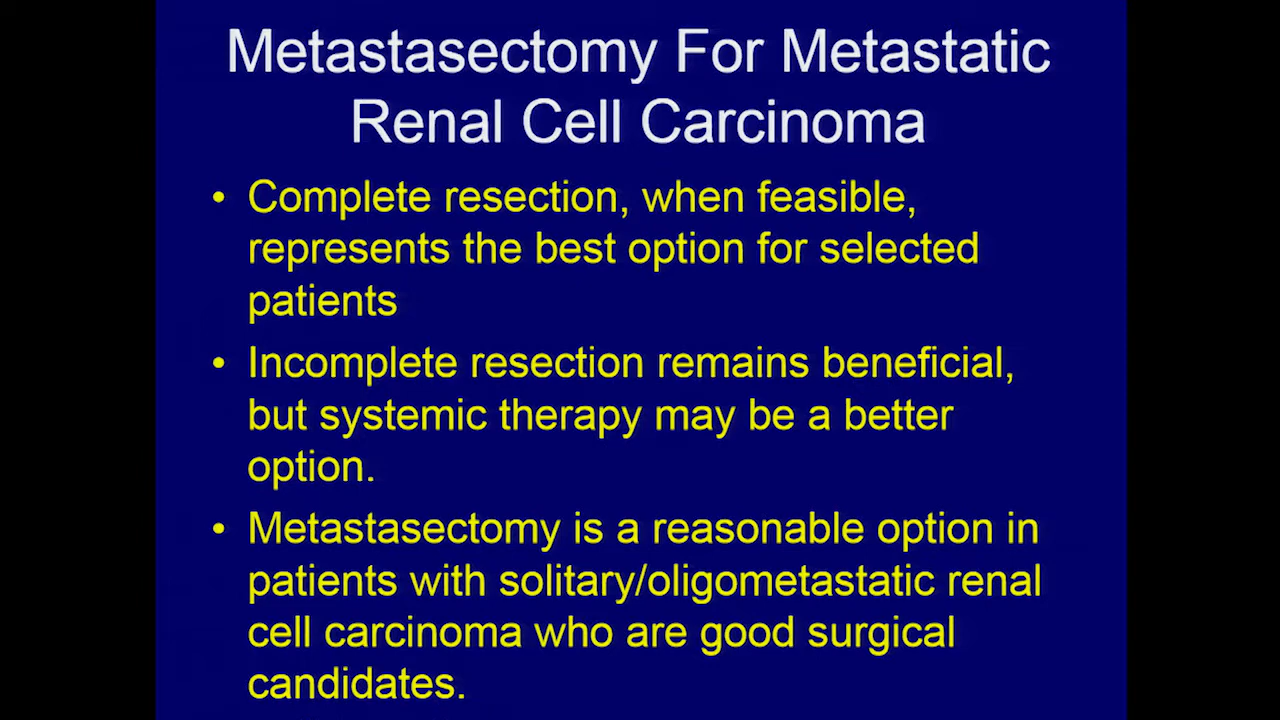 Metastasectomy For Metastatic
Renal Cell Carcinoma
• Complete resection, when feasible,
represents the best option for selected
patients
• Incomplete resection remains beneficial,
but systemic therapy may be a better
option.
• Metastasectomy is a reasonable option in
patients with solitary/oligometastatic renal
cell carcinoma who are good surgical
candidates.